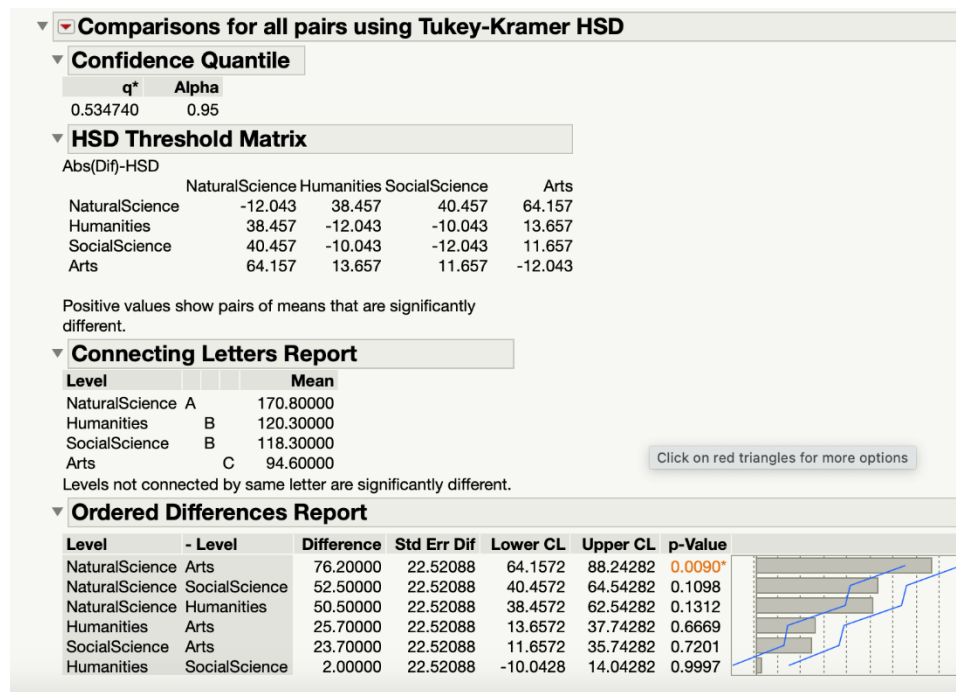 Comparisons for all pairs using Tukey-Kramer HSD
Confidence Quantile
q* Alpha
0.534740 0.95
HSD Threshold Matrix
Abs(Dif)-HSD
NaturalScience Humanities SocialScience Arts
NaturalScience -12.043 38.457 40.457 64.157
Humanities 38.457 -12.043 -10.043 13.657
SocialScience 40.457 -10.043 -12.043 11.657
Arts 64.157 13.657 11.657 -12.043
Positive values show pairs of means that are significantly
different.
Connecting Letters Report
Level Mean
NaturalScience A 170.80000
Humanities B 120.30000
SocialScience B 118.30000
Arts C 94.60000
Click on red triangles for more options
Levels not connected by same letter are significantly different.
Ordered Differences Report
Level - Level Difference Std Err Dif Lower CL Upper CL p-Value
NaturalScience Arts 76.20000 22.52088 64.1572 88.24282 0.0090*
NaturalScience SocialScience 52.50000 22.52088 40.4572 64.54282 0.1098
NaturalScience Humanities 50.50000 22.52088 38.4572 62.54282 0.1312
Humanities Arts 25.70000 22.52088 13.6572 37.74282 0.6669
SocialScience Arts 23.70000 22.52088 11.6572 35.74282 0.7201
Humanities SocialScience 2.00000 22.52088 -10.0428 14.04282 0.9997